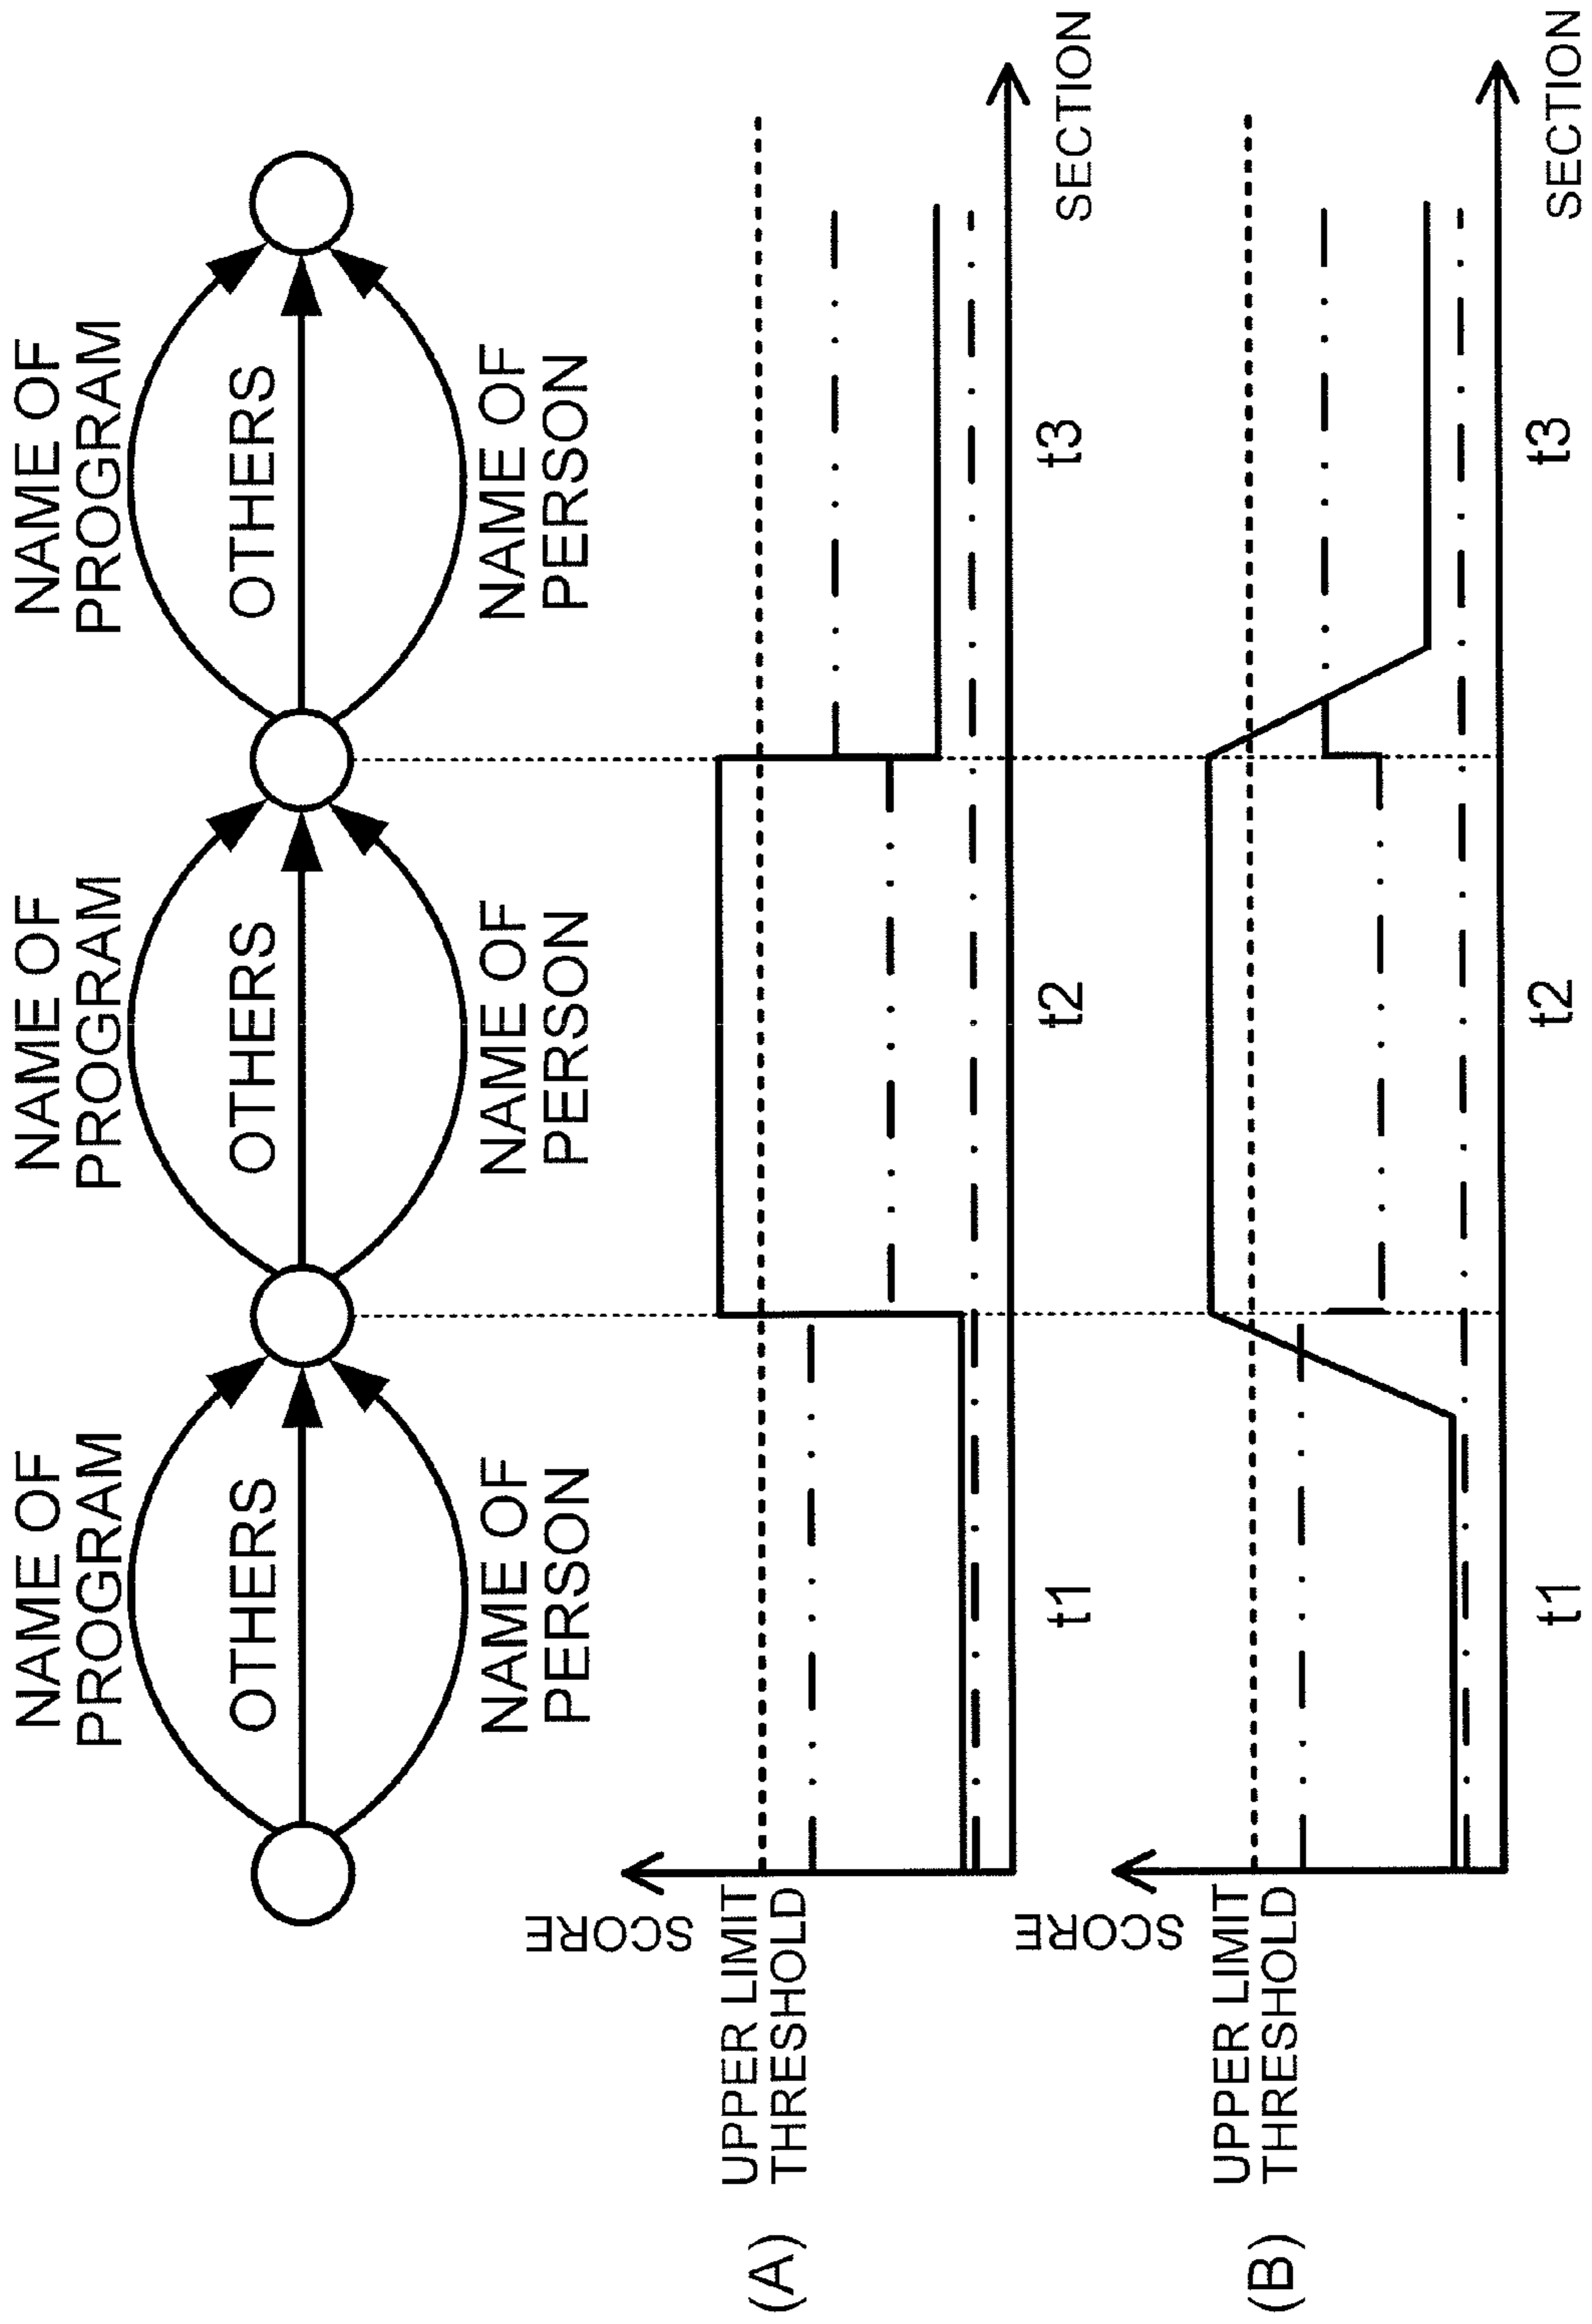 NAME OF
PROGRAM
NAME OF
PROGRAM
NAME OF
PROGRAM
OTHERS
OTHERS
OTHERS
NAME OF
PERSON
NAME OF
PERSON
NAME OF
PERSON
(A)
SCORE
UPPER LIMIT
THRESHOLD
t1
t2
t3
SECTION
(B)
SCORE
UPPER LIMIT
THRESHOLD
t1
t2
t3
SECTION